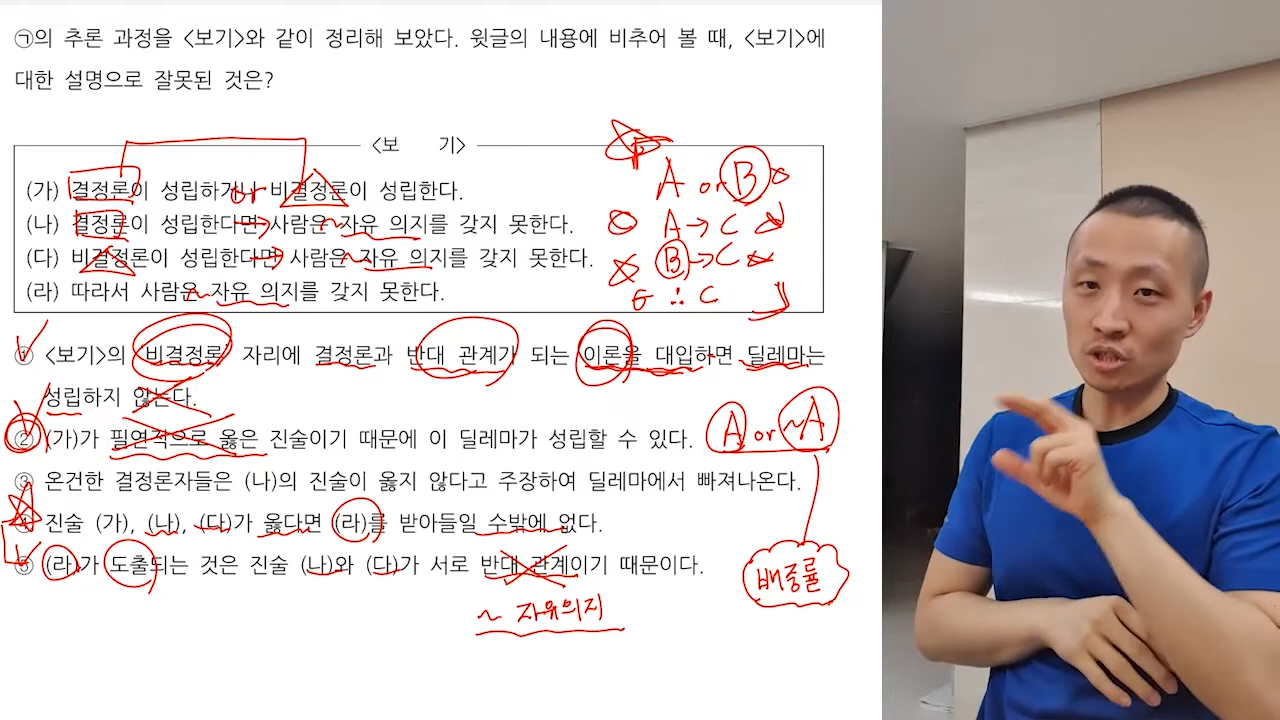 ㉠의 추론 과정을 <보기>와 같이 정리해 보았다. 윗글의 내용에 비추어 볼 때, <보기>에
대한 설명으로 잘못된 것은?
<보 기>
(가) 결정론이 성립하거나 비결정론이 성립한다.
or
(나) 결정론이 성립한다면 사람은 자유 의지를 갖지 못한다.
→ ~
(다) 비결정론이 성립한다면 사람은 자유 의지를 갖지 못한다.
→ ~
(라) 따라서 사람은 자유 의지를 갖지 못한다.
~
A or B
A → C
B → C
∴ C
① <보기>의 비결정론 자리에 결정론과 반대 관계가 되는 이론을 대입하면 딜레마는
성립하지 않는다.
② (가)가 필연적으로 옳은 진술이기 때문에 이 딜레마가 성립할 수 있다.
A or ~A
③ 온건한 결정론자들은 (나)의 진술이 옳지 않다고 주장하여 딜레마에서 빠져나온다.
④ 진술 (가), (나), (다)가 옳다면 (라)를 받아들일 수밖에 없다.
⑤ (라)가 도출되는 것은 진술 (나)와 (다)가 서로 반대 관계이기 때문이다.
배중률
~ 자유의지